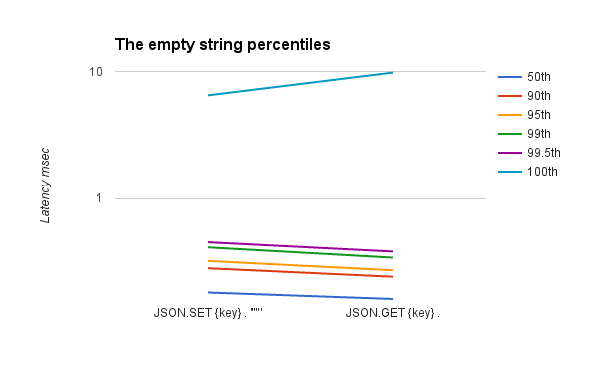 The empty string percentiles
10
1
Latency msec
50th
90th
95th
99th
99.5th
100th
JSON.SET {key} . '""'
JSON.GET {key} .